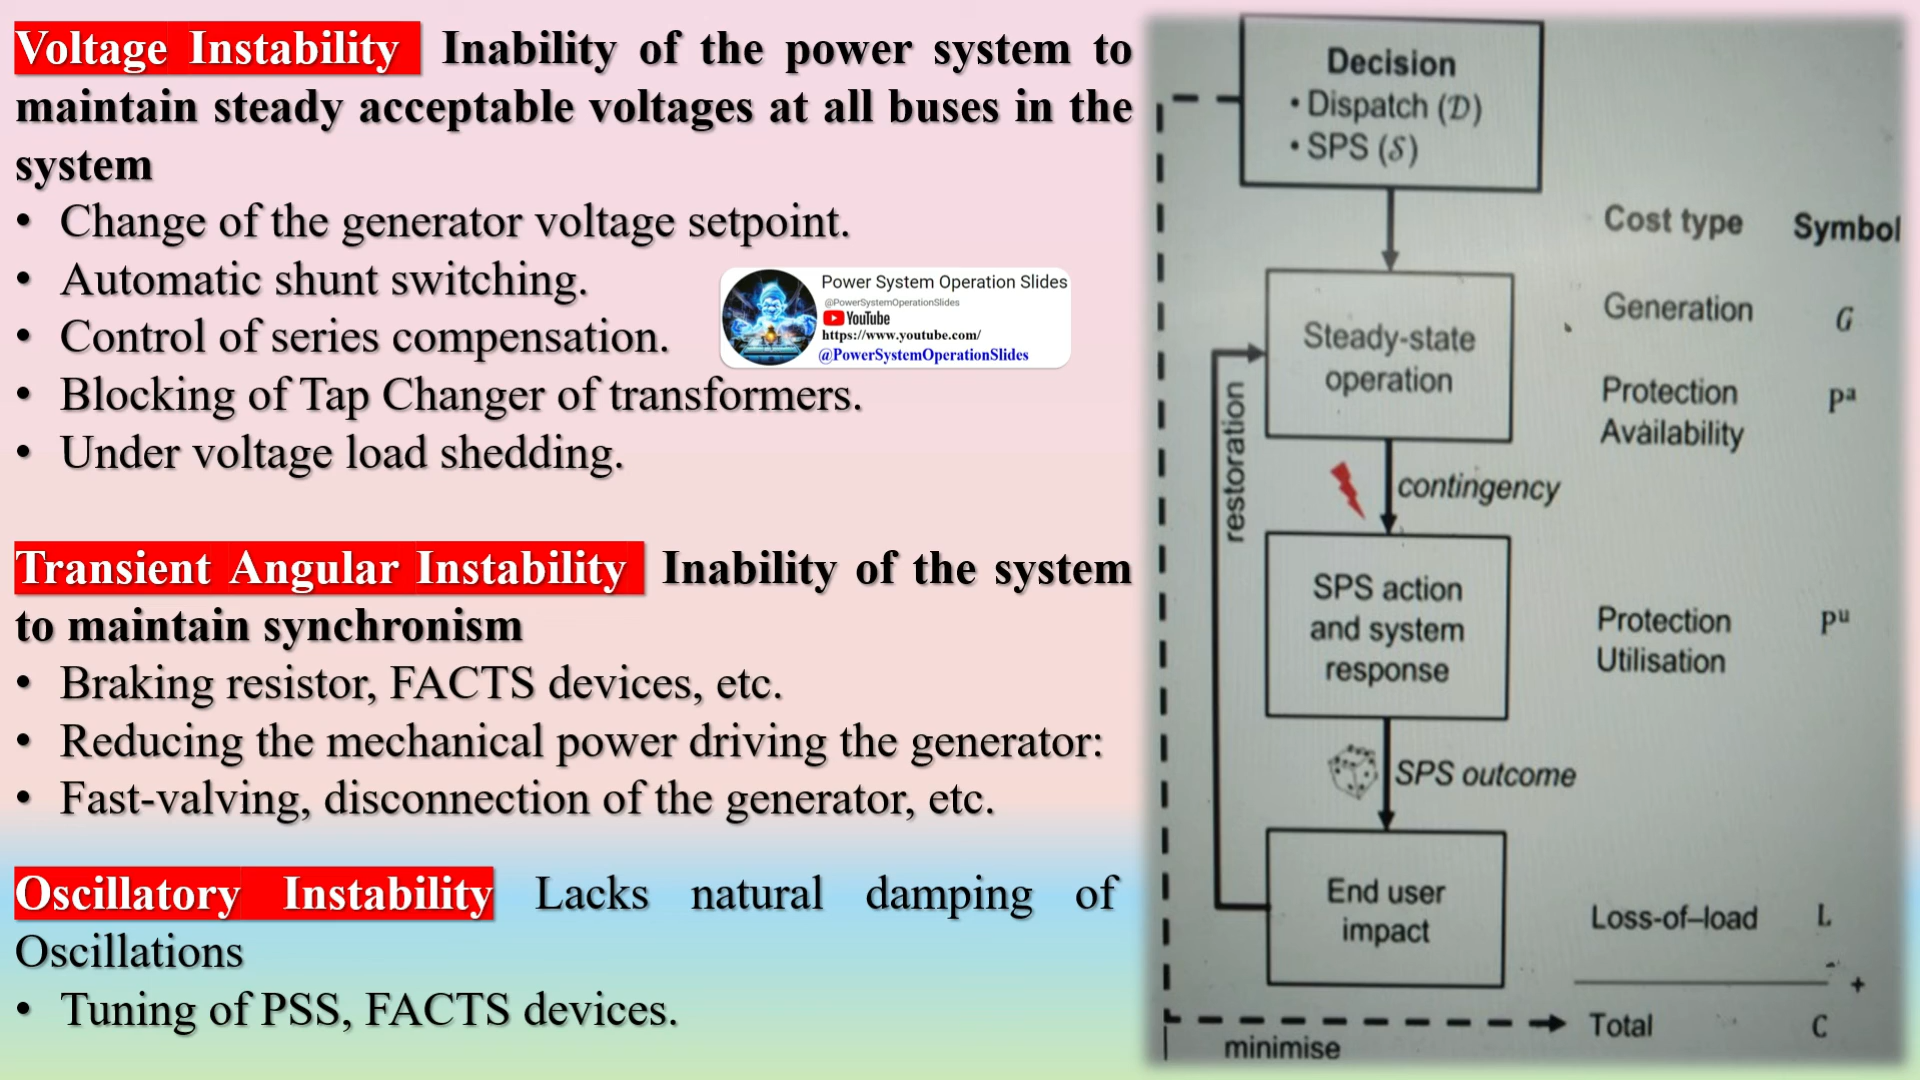 Voltage Instability Inability of the power system to
maintain steady acceptable voltages at all buses in the
system
• Change of the generator voltage setpoint.
• Automatic shunt switching.
• Control of series compensation.
• Blocking of Tap Changer of transformers.
• Under voltage load shedding.
Power System Operation Slides
@PowerSystemOperationSlides
YouTube
https://www.youtube.com/
@PowerSystemOperationSlides
Transient Angular Instability Inability of the system
to maintain synchronism
• Braking resistor, FACTS devices, etc.
• Reducing the mechanical power driving the generator:
• Fast-valving, disconnection of the generator, etc.
Oscillatory Instability Lacks natural damping of
Oscillations
• Tuning of PSS, FACTS devices.
Decision
• Dispatch (𝒟)
• SPS (𝒮)
Cost type Symbol
Steady-state
operation
Generation G
Protection
Availability Pᵃ
restoration
contingency
SPS action
and system
response
Protection
Utilisation Pᵘ
SPS outcome
End user
impact
Loss-of–load L
+
Total C
minimise